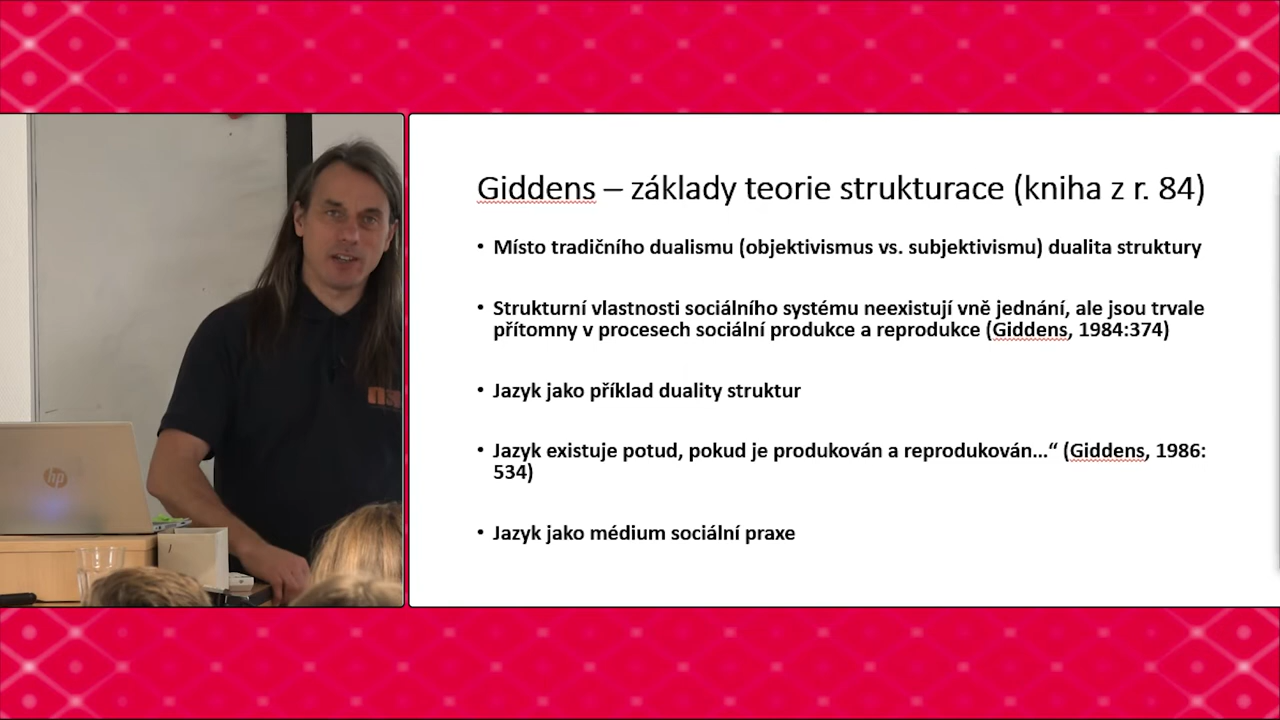 Giddens – základy teorie strukturace (kniha z r. 84)
• Místo tradičního dualismu (objektivismus vs. subjektivismu) dualita struktury
• Strukturní vlastnosti sociálního systému neexistují vně jednání, ale jsou trvale
přítomny v procesech sociální produkce a reprodukce (Giddens, 1984:374)
• Jazyk jako příklad duality struktur
• Jazyk existuje potud, pokud je produkován a reprodukován…“ (Giddens, 1986:
534)
• Jazyk jako médium sociální praxe
hp